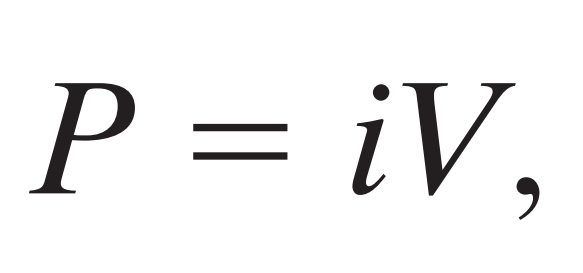 P = iV,